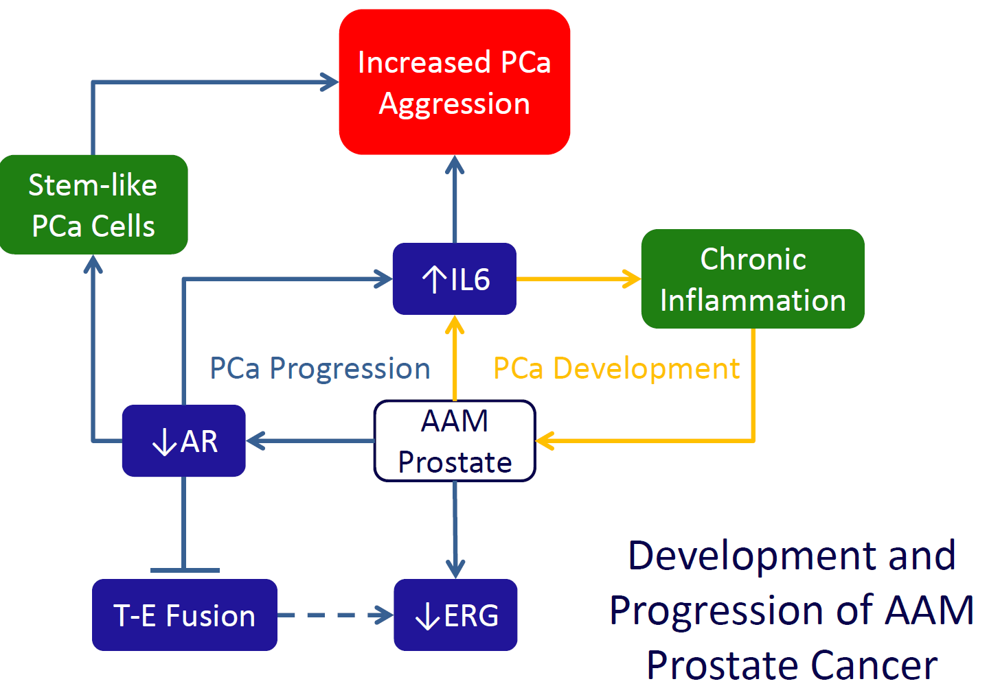 Increased PCa
Aggression
Stem-like
PCa Cells
↑IL6
Chronic
Inflammation
PCa Progression
PCa Development
↓AR
AAM
Prostate
T-E Fusion
↓ERG
Development and
Progression of AAM
Prostate Cancer